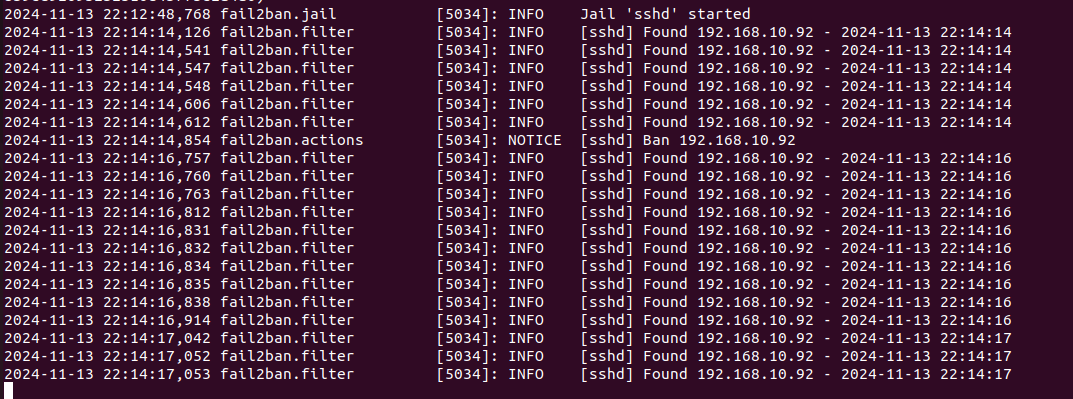 2024-11-13 22:12:48,768 fail2ban.jail [5034]: INFO Jail 'sshd' started
2024-11-13 22:14:14,126 fail2ban.filter [5034]: INFO [sshd] Found 192.168.10.92 - 2024-11-13 22:14:14
2024-11-13 22:14:14,541 fail2ban.filter [5034]: INFO [sshd] Found 192.168.10.92 - 2024-11-13 22:14:14
2024-11-13 22:14:14,547 fail2ban.filter [5034]: INFO [sshd] Found 192.168.10.92 - 2024-11-13 22:14:14
2024-11-13 22:14:14,548 fail2ban.filter [5034]: INFO [sshd] Found 192.168.10.92 - 2024-11-13 22:14:14
2024-11-13 22:14:14,606 fail2ban.filter [5034]: INFO [sshd] Found 192.168.10.92 - 2024-11-13 22:14:14
2024-11-13 22:14:14,612 fail2ban.filter [5034]: INFO [sshd] Found 192.168.10.92 - 2024-11-13 22:14:14
2024-11-13 22:14:14,854 fail2ban.actions [5034]: NOTICE [sshd] Ban 192.168.10.92
2024-11-13 22:14:16,757 fail2ban.filter [5034]: INFO [sshd] Found 192.168.10.92 - 2024-11-13 22:14:16
2024-11-13 22:14:16,760 fail2ban.filter [5034]: INFO [sshd] Found 192.168.10.92 - 2024-11-13 22:14:16
2024-11-13 22:14:16,763 fail2ban.filter [5034]: INFO [sshd] Found 192.168.10.92 - 2024-11-13 22:14:16
2024-11-13 22:14:16,812 fail2ban.filter [5034]: INFO [sshd] Found 192.168.10.92 - 2024-11-13 22:14:16
2024-11-13 22:14:16,831 fail2ban.filter [5034]: INFO [sshd] Found 192.168.10.92 - 2024-11-13 22:14:16
2024-11-13 22:14:16,832 fail2ban.filter [5034]: INFO [sshd] Found 192.168.10.92 - 2024-11-13 22:14:16
2024-11-13 22:14:16,834 fail2ban.filter [5034]: INFO [sshd] Found 192.168.10.92 - 2024-11-13 22:14:16
2024-11-13 22:14:16,835 fail2ban.filter [5034]: INFO [sshd] Found 192.168.10.92 - 2024-11-13 22:14:16
2024-11-13 22:14:16,838 fail2ban.filter [5034]: INFO [sshd] Found 192.168.10.92 - 2024-11-13 22:14:16
2024-11-13 22:14:16,914 fail2ban.filter [5034]: INFO [sshd] Found 192.168.10.92 - 2024-11-13 22:14:16
2024-11-13 22:14:17,042 fail2ban.filter [5034]: INFO [sshd] Found 192.168.10.92 - 2024-11-13 22:14:17
2024-11-13 22:14:17,052 fail2ban.filter [5034]: INFO [sshd] Found 192.168.10.92 - 2024-11-13 22:14:17
2024-11-13 22:14:17,053 fail2ban.filter [5034]: INFO [sshd] Found 192.168.10.92 - 2024-11-13 22:14:17